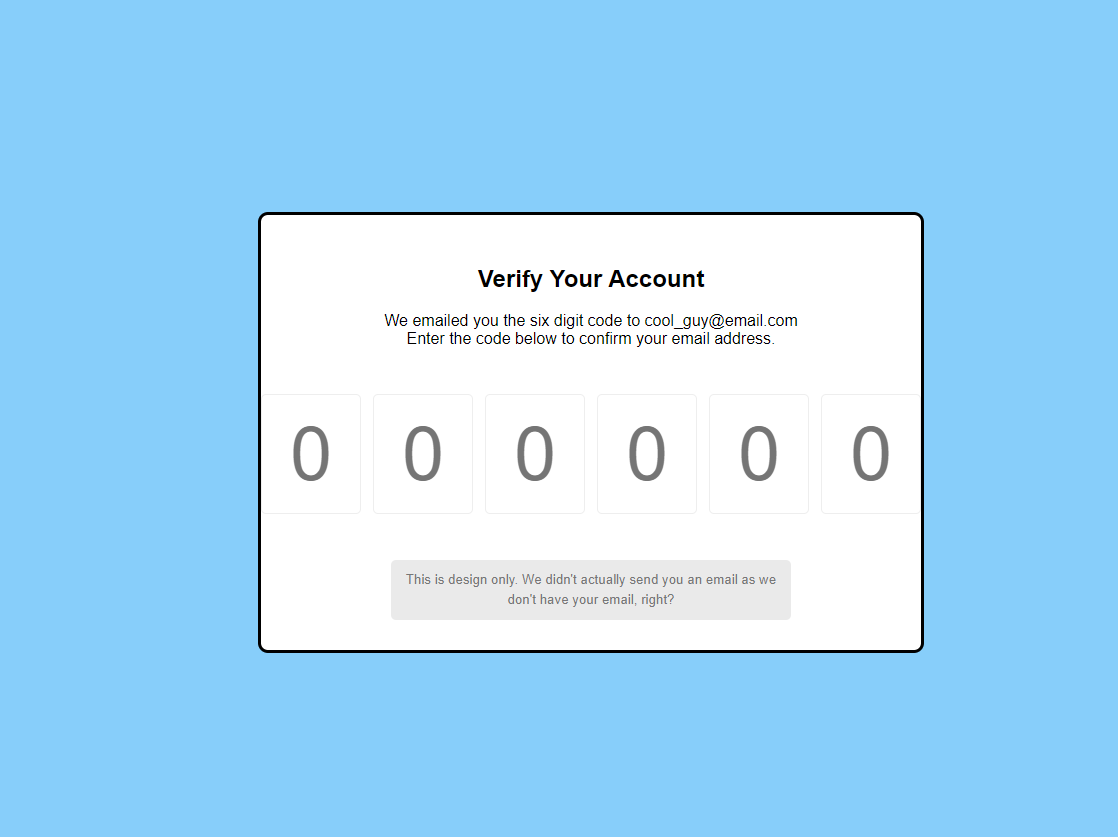 Verify Your Account
We emailed you the six digit code to cool_guy@email.com
Enter the code below to confirm your email address.
0 0 0 0 0 0
This is design only. We didn't actually send you an email as we
don't have your email, right?